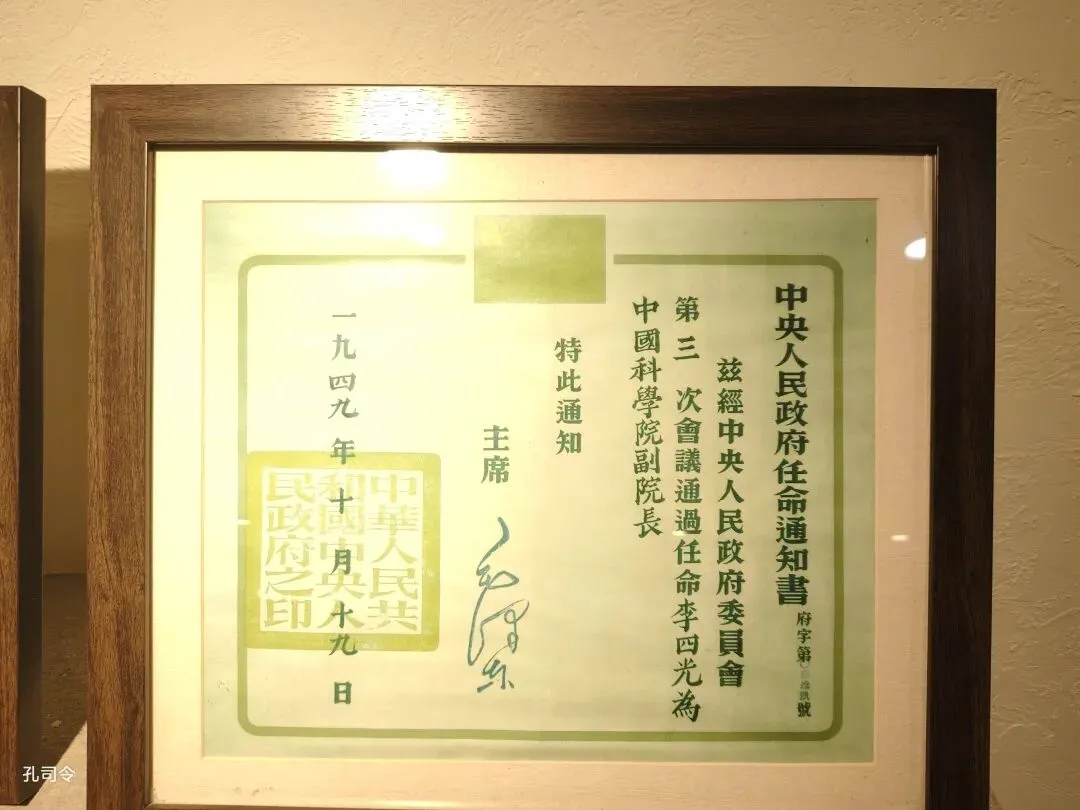 中央人民政府任命通知書
府字第
號
茲經中央人民政府委員會
第三次會議通過任命李四光為
中國科學院副院長
特此通知
主席
毛澤東
一九四九年十月十九日
中華人民共
和國中央人
民政府之印
孔司令